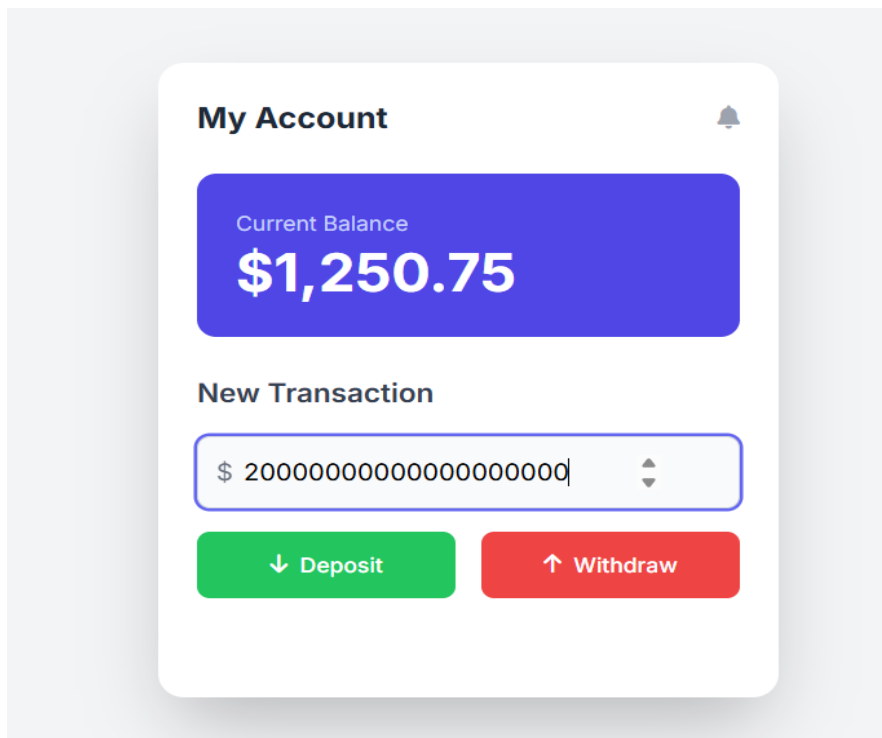 My Account
Current Balance
$1,250.75
New Transaction
$ 20000000000000000000
Deposit
Withdraw